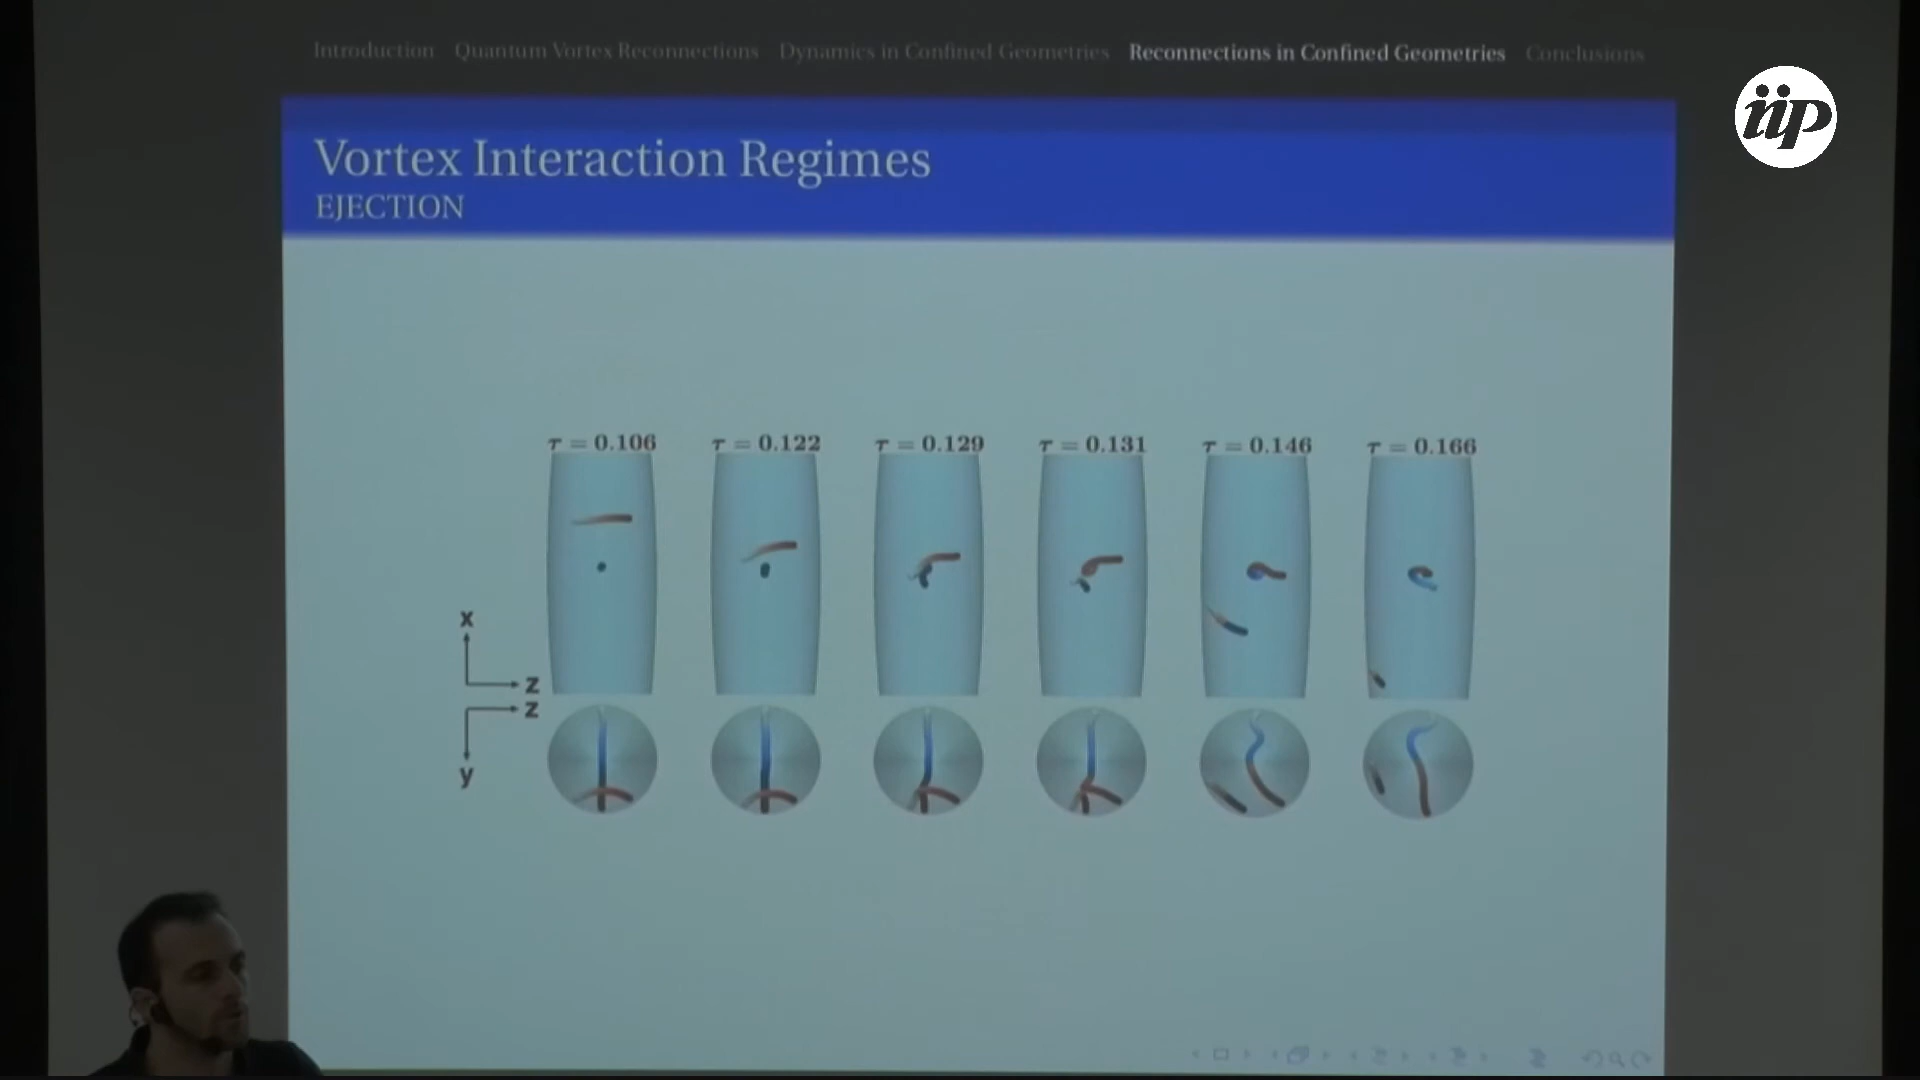 Introduction Quantum Vortex Reconnections Dynamics in Confined Geometries Reconnections in Confined Geometries Conclusions
iip
Vortex Interaction Regimes
EJECTION
τ = 0.106 τ = 0.122 τ = 0.129 τ = 0.131 τ = 0.146 τ = 0.166
x
z
z
y